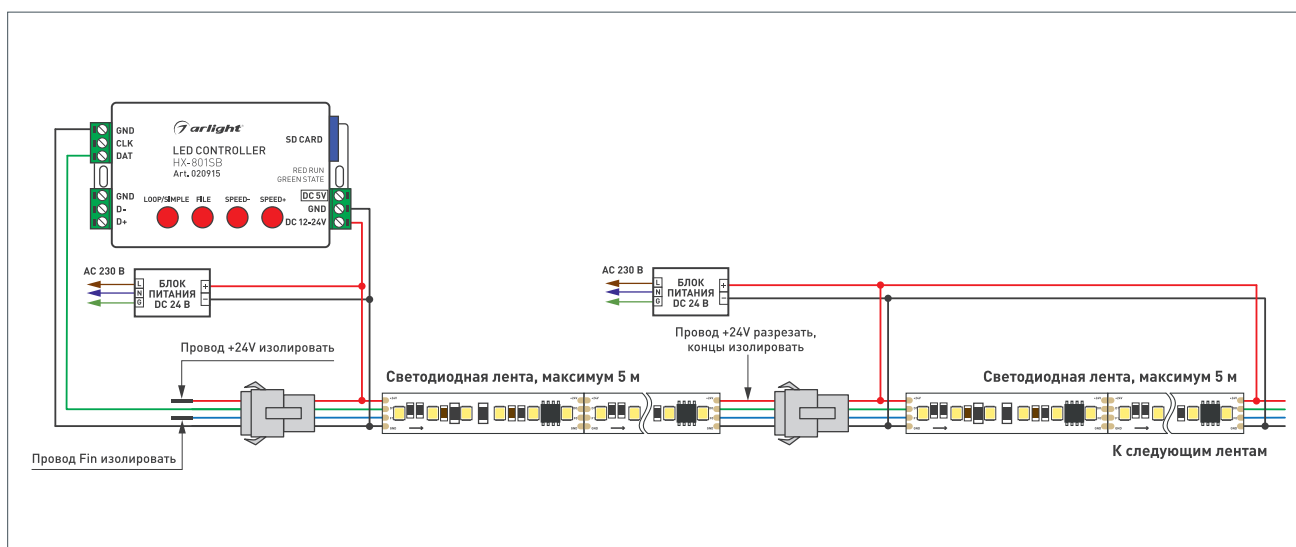 GND
CLK
DAT
arlight
LED CONTROLLER
HX-801SB
Art. 020915
SD CARD
RED RUN
GREEN STATE
GND
D-
D+
LOOP/SIMPLE
FILE
SPEED-
SPEED+
DC 5V
GND
DC 12-24V
AC 230 В
L
N
G
БЛОК
ПИТАНИЯ
DC 24 В
+
−
AC 230 В
L
N
G
БЛОК
ПИТАНИЯ
DC 24 В
+
−
Провод +24V изолировать
Провод +24V разрезать,
концы изолировать
Светодиодная лента, максимум 5 м
Светодиодная лента, максимум 5 м
Провод Fin изолировать
К следующим лентам